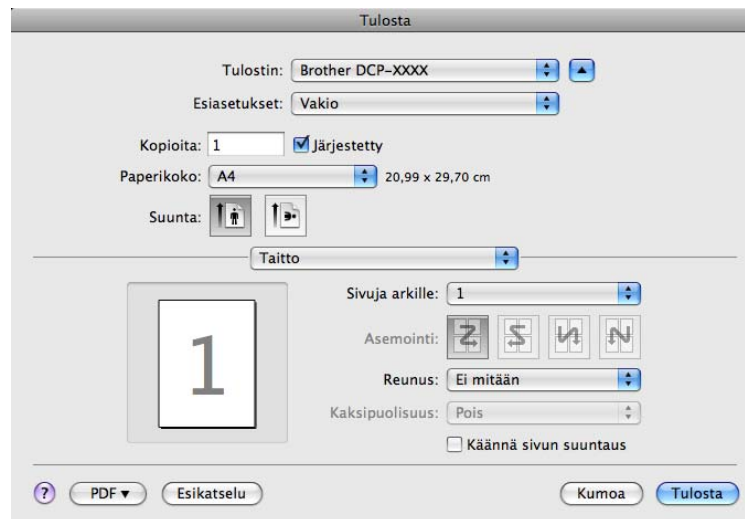 Tulosta
Tulostin: Brother DCP-XXXX
Esiasetukset: Vakio
Kopioita: 1 Järjestetty
Paperikoko: A4 20,99 x 29,70 cm
Suunta:
Taitto
1
Sivuja arkille: 1
Asemointi:
Reunus: Ei mitään
Kaksipuolisuus: Pois
Käännä sivun suuntaus
? PDF▼ Esikatselu Kumoa Tulosta